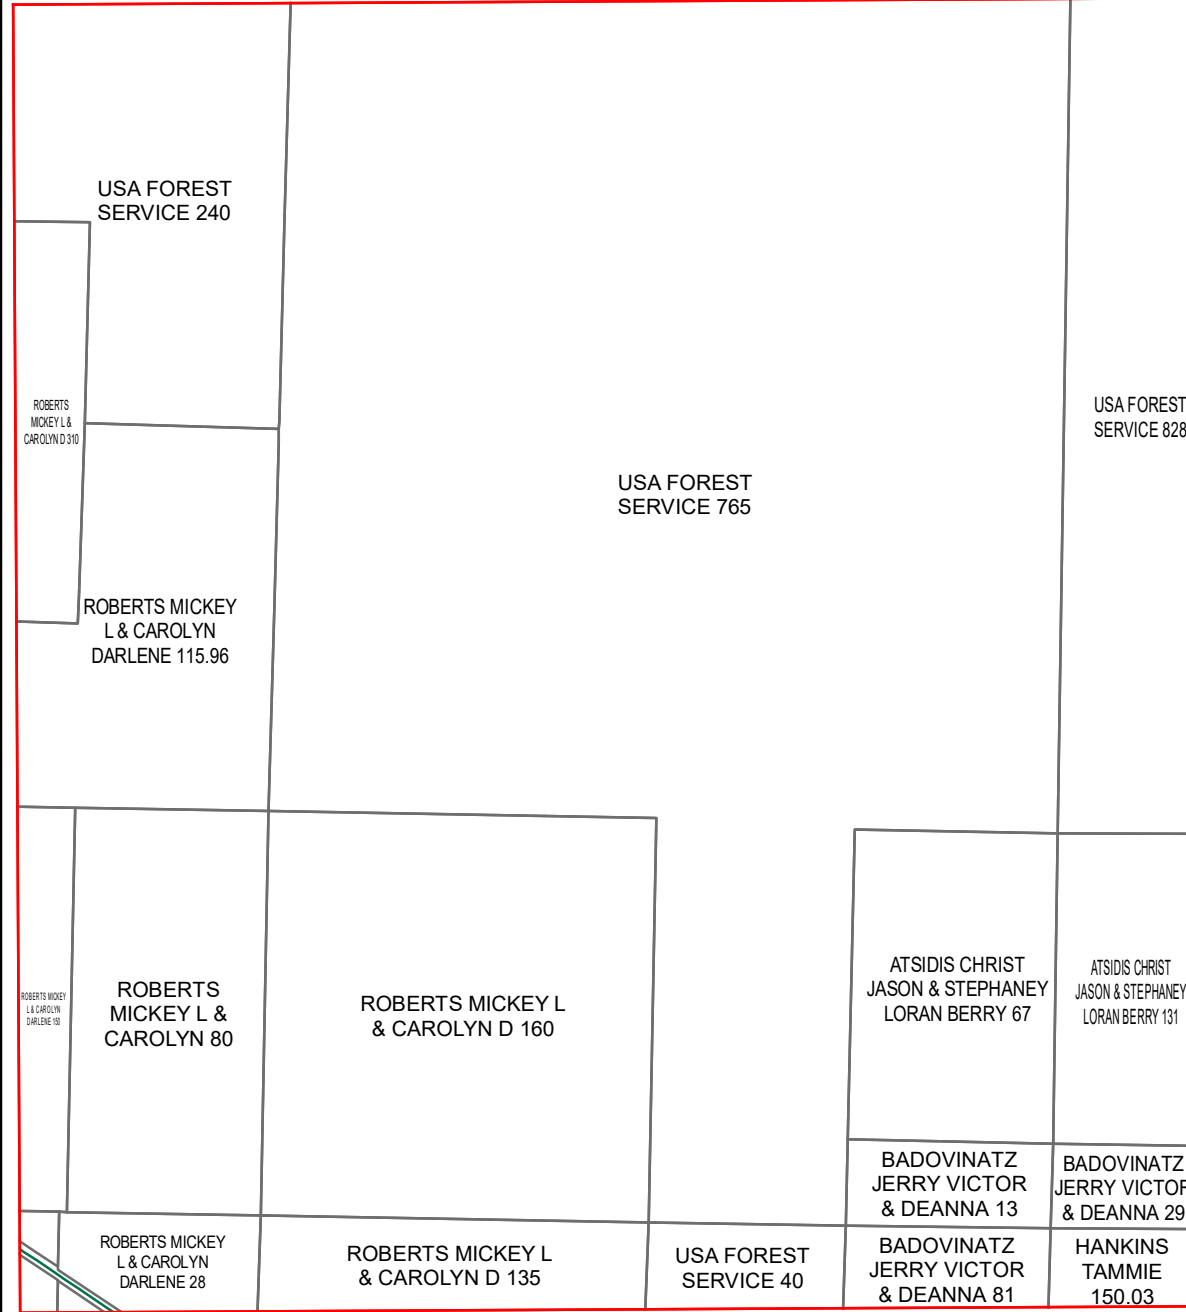 USA FOREST
SERVICE 240
ROBERTS
MICKEY L &
CAROLYN D 310
USA FOREST
SERVICE 828
USA FOREST
SERVICE 765
ROBERTS MICKEY
L & CAROLYN
DARLENE 115.96
ROBERTS MICKEY
L & CAROLYN
DARLENE 150
ROBERTS
MICKEY L &
CAROLYN 80
ROBERTS MICKEY L
& CAROLYN D 160
ATSIDIS CHRIST
JASON & STEPHANEY
LORAN BERRY 67
ATSIDIS CHRIST
JASON & STEPHANEY
LORAN BERRY 131
BADOVINATZ
JERRY VICTOR
& DEANNA 13
BADOVINATZ
JERRY VICTOR
& DEANNA 29
ROBERTS MICKEY
L & CAROLYN
DARLENE 28
ROBERTS MICKEY L
& CAROLYN D 135
USA FOREST
SERVICE 40
BADOVINATZ
JERRY VICTOR
& DEANNA 81
HANKINS
TAMMIE
150.03